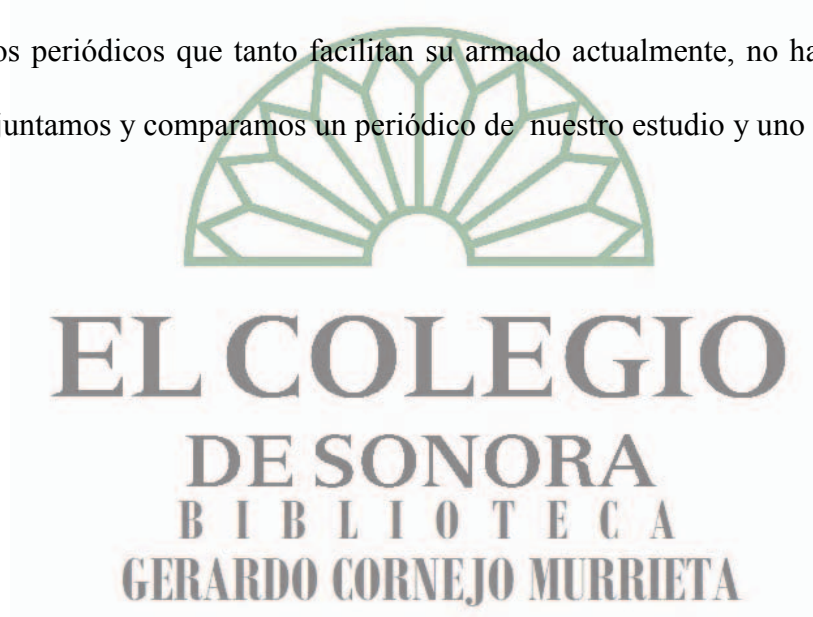 os periódicos que tanto facilitan su armado actualmente, no ha
juntamos y comparamos un periódico de nuestro estudio y uno
EL COLEGIO
DE SONORA
BIBLIOTECA
GERARDO CORNEJO MURRIETA